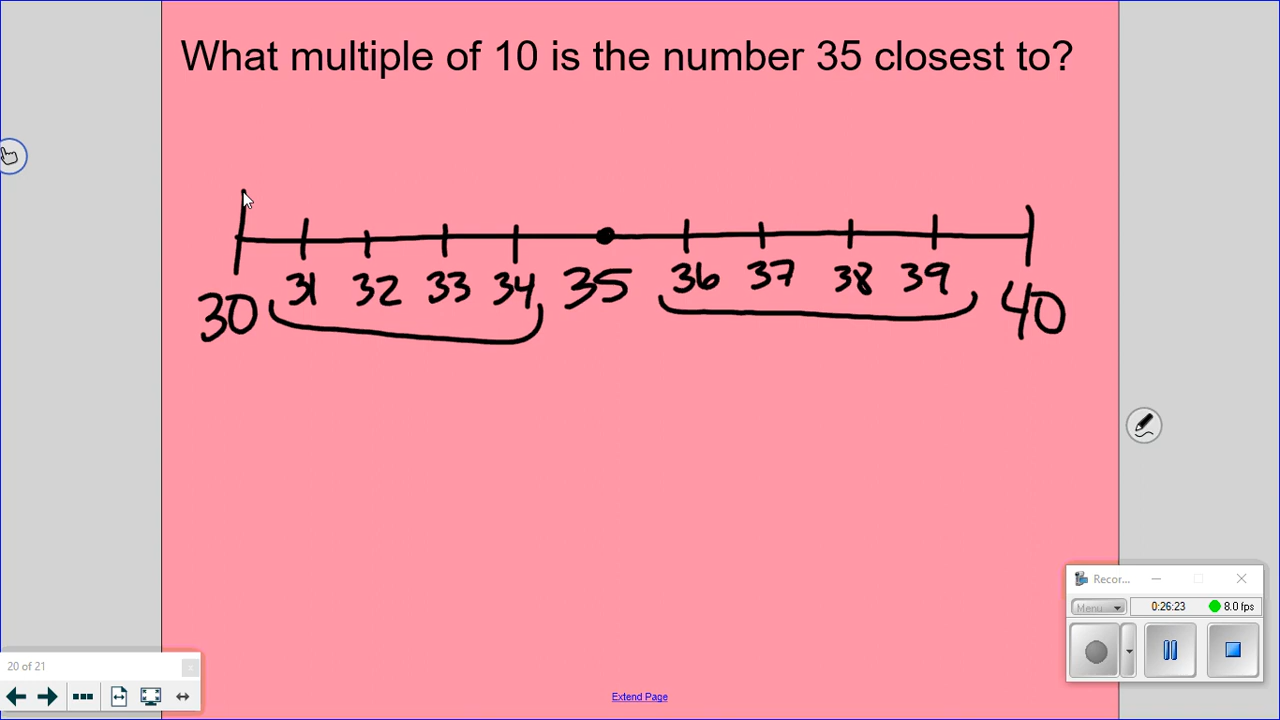 What multiple of 10 is the number 35 closest to?
30 31 32 33 34 35 36 37 38 39 40
Recor...
Menu 0:26:23 8.0 fps
20 of 21 x
Extend Page